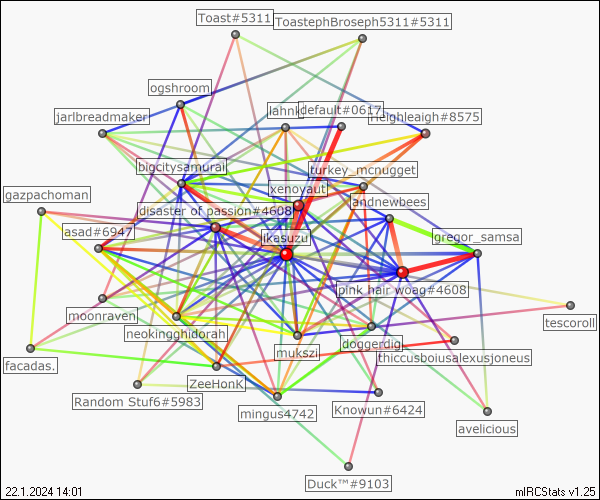 Toast#5311
ToastephBroseph5311#5311
ogshroom
jarlbreadmaker
default#0617
Heighleaigh#8575
bigcitysamurai
turkey_mcnugget
gazpachoman
xenoyaut
landnewbees
disaster of passion#4608
asad#6947
ikasuzu
gregor_samsa
pink hair woag#4608
moonraven
neokingghidorah
tescoroll
mukszi
doggerdig
facadas.
thiccusboiusalexusjoneus
ZeeHonk
Random Stuf6#5983
mingus4742
Knowun#6424
avelicious
Duck™#9103
22.1.2024 14:01
mIRCStats v1.25